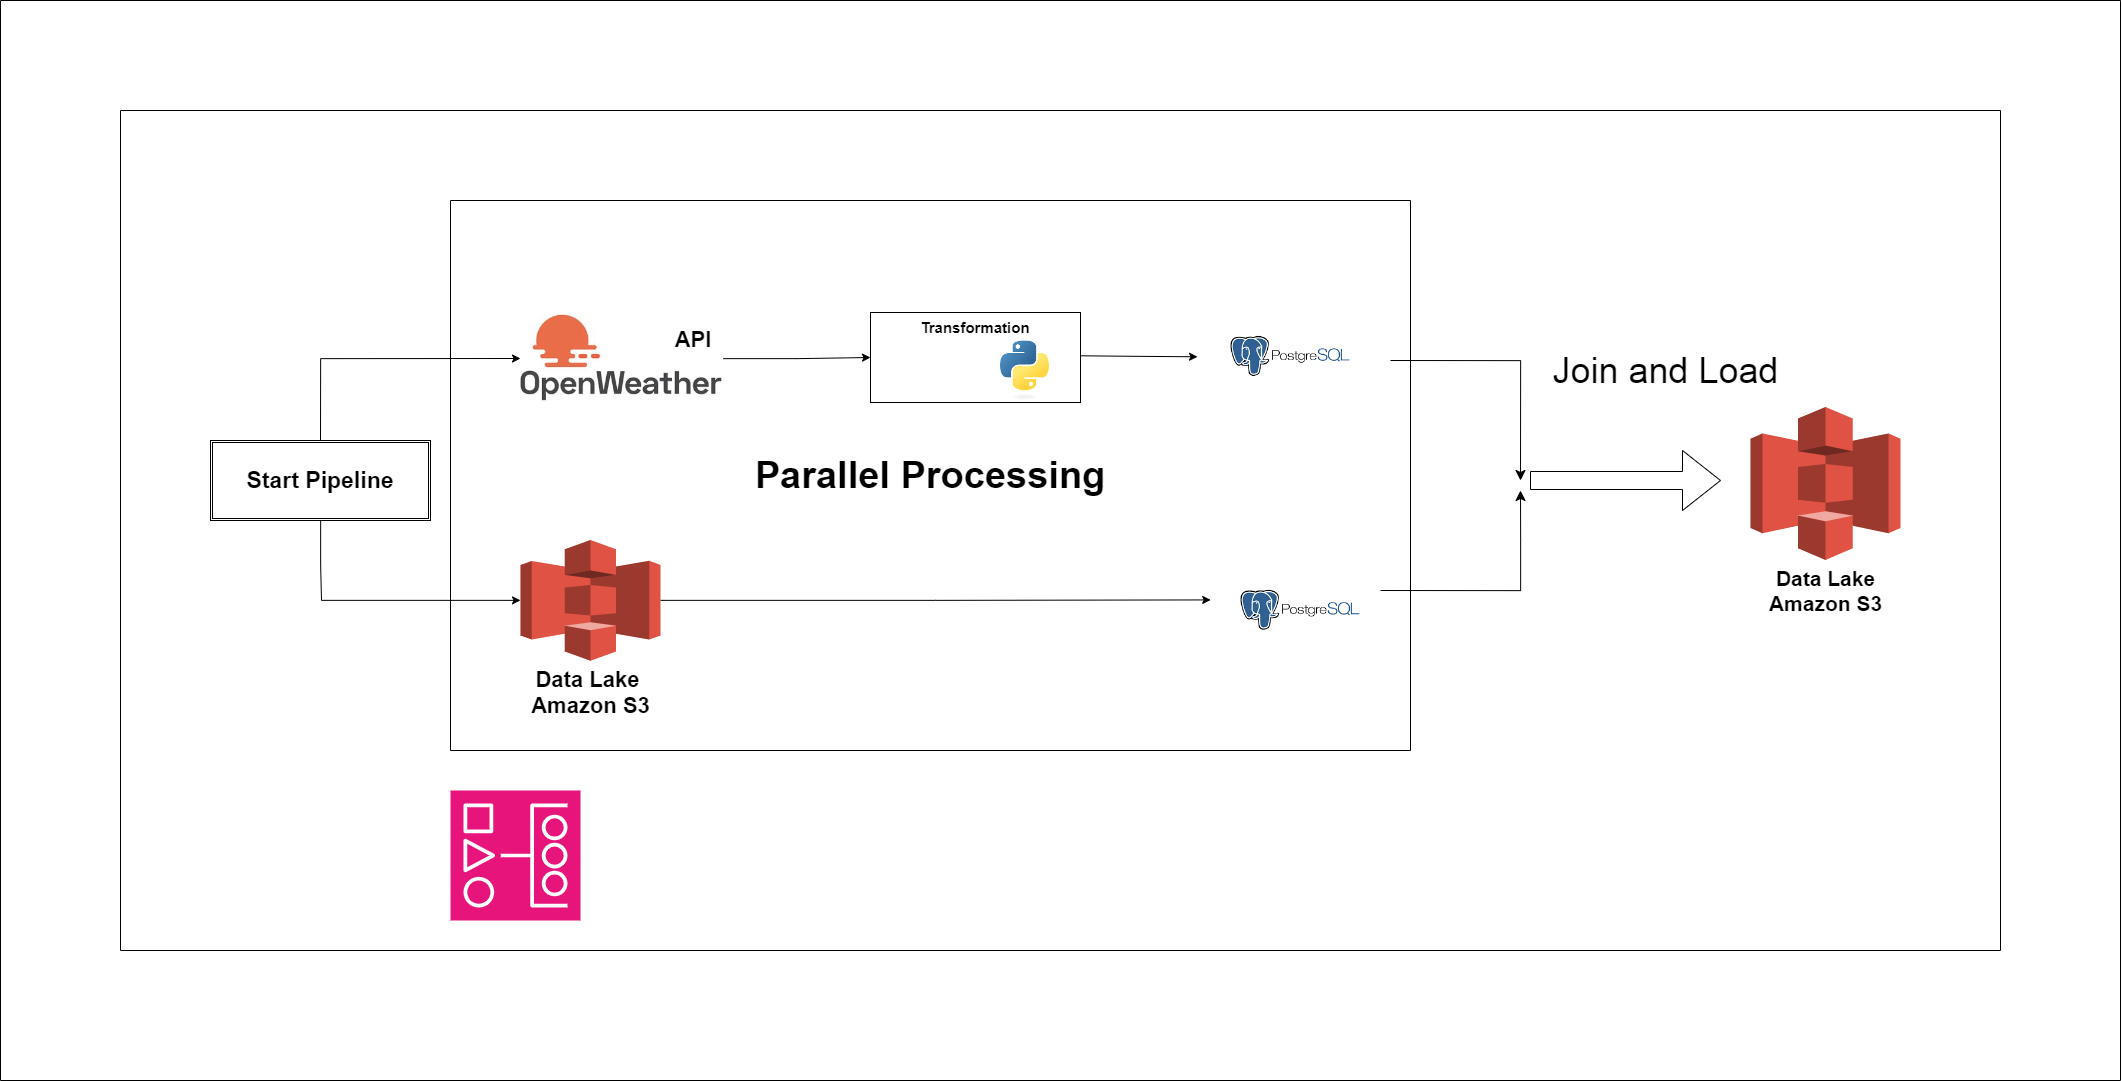 API
OpenWeather
Transformation
PostgreSQL
Join and Load
Start Pipeline
Parallel Processing
Data Lake
Amazon S3
PostgreSQL
Data Lake
Amazon S3